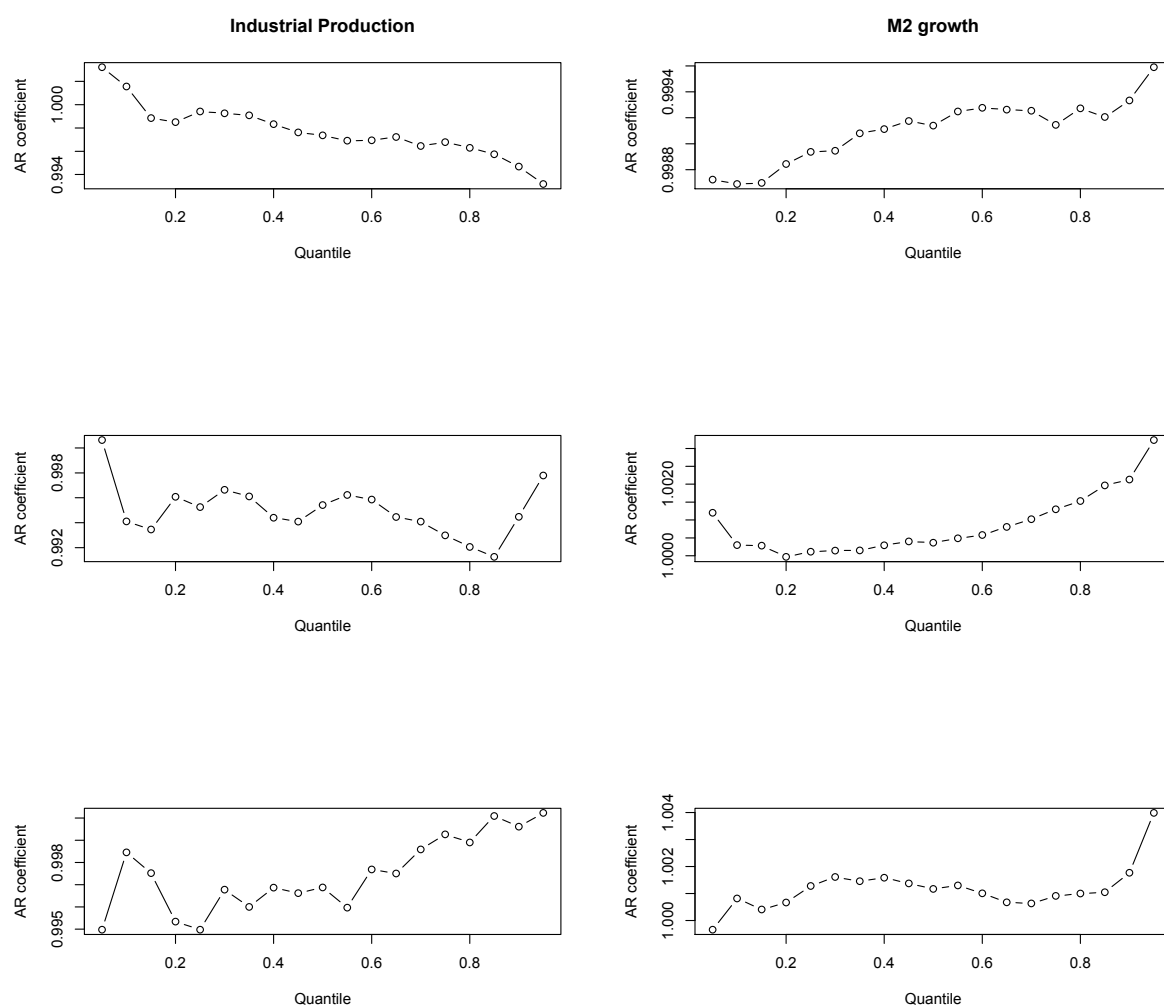 Industrial Production
M2 growth
AR coefficient
0.994 1.000
0.2 0.4 0.6 0.8
Quantile
AR coefficient
0.9988 0.9994
0.2 0.4 0.6 0.8
Quantile
AR coefficient
0.992 0.998
0.2 0.4 0.6 0.8
Quantile
AR coefficient
1.0000 1.0020
0.2 0.4 0.6 0.8
Quantile
AR coefficient
0.995 0.998
0.2 0.4 0.6 0.8
Quantile
AR coefficient
1.000 1.002 1.004
0.2 0.4 0.6 0.8
Quantile